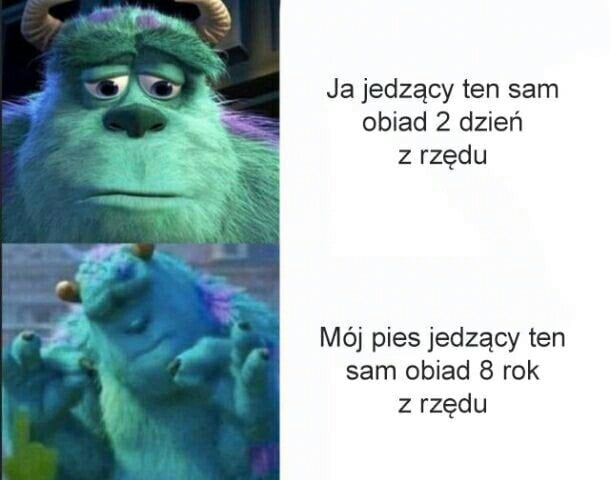 Ja jedzący ten sam
obiad 2 dzień
z rzędu
Mój pies jedzący ten
sam obiad 8 rok
z rzędu